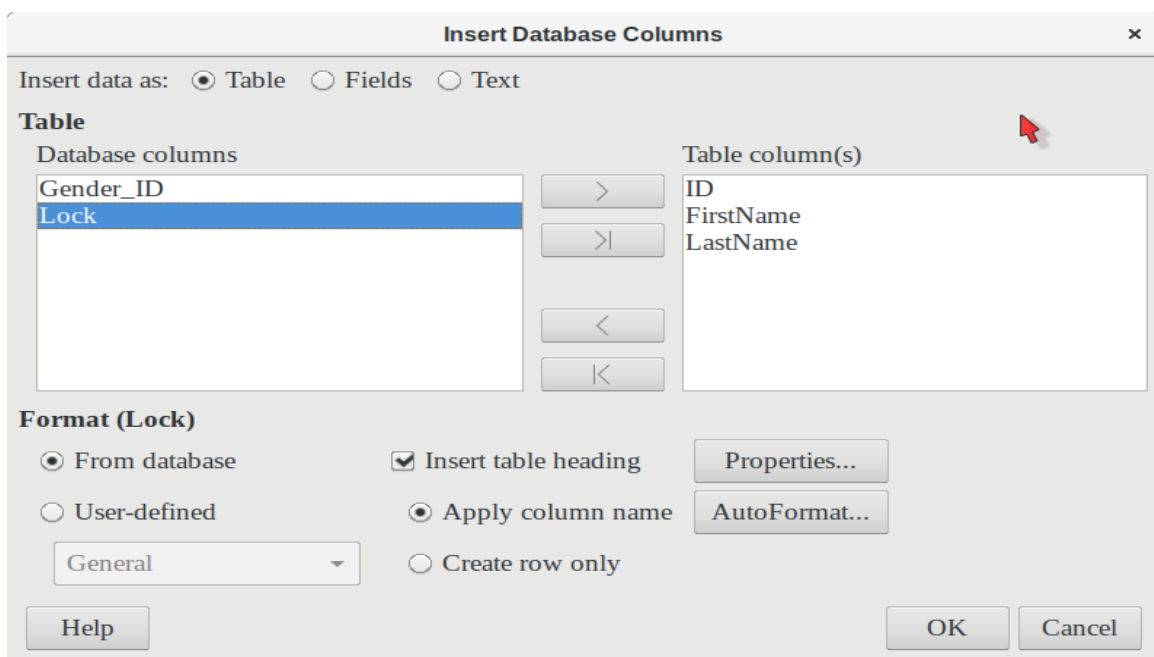 Insert Database Columns ×
Insert data as: Table Fields Text
Table
Database columns Table column(s)
Gender_ID > ID
Lock FirstName
>| LastName
<
|<
Format (Lock)
From database Insert table heading Properties...
User-defined Apply column name AutoFormat...
General Create row only
Help OK Cancel